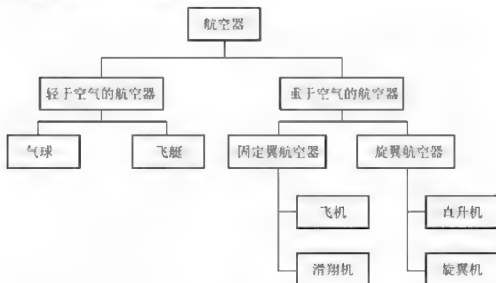 航空器
轻于空气的航空器
重于空气的航空器
气球
飞艇
固定翼航空器
旋翼航空器
飞机
直升机
滑翔机
旋翼机